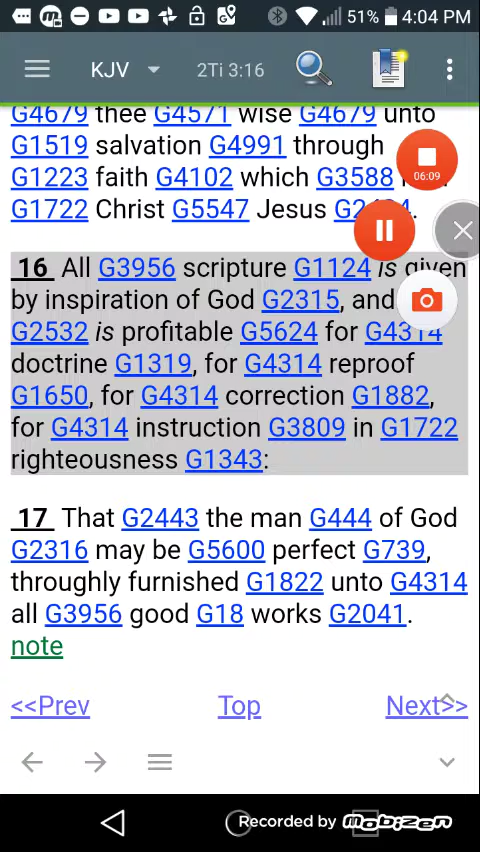 51% 4:04 PM
KJV 2Ti 3:16
G4679 thee G4571 wise G4679 unto
G1519 salvation G4991 through
G1223 faith G4102 which G3588
G1722 Christ G5547 Jesus
06:09
16 All G3956 scripture G1124 is given
by inspiration of God G2315, and
G2532 is profitable G5624 for G4314
doctrine G1319, for G4314 reproof
G1650, for G4314 correction G1882,
for G4314 instruction G3809 in G1722
righteousness G1343:
17 That G2443 the man G444 of God
G2316 may be G5600 perfect G739,
throughly furnished G1822 unto G4314
all G3956 good G18 works G2041.
note
<<Prev Top Next>>
Recorded by Mobizen